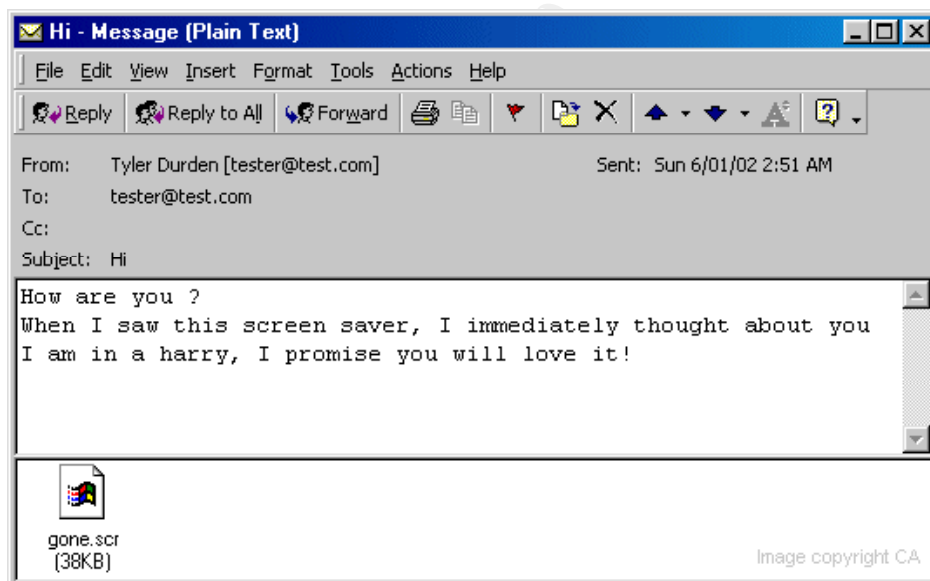 Hi - Message (Plain Text)
File Edit View Insert Format Tools Actions Help
Reply Reply to All Forward
From: Tyler Durden [tester@test.com] Sent: Sun 6/01/02 2:51 AM
To: tester@test.com
Cc:
Subject: Hi
How are you ?
When I saw this screen saver, I immediately thought about you
I am in a harry, I promise you will love it!
gone.scr
(38KB)
Image copyright CA